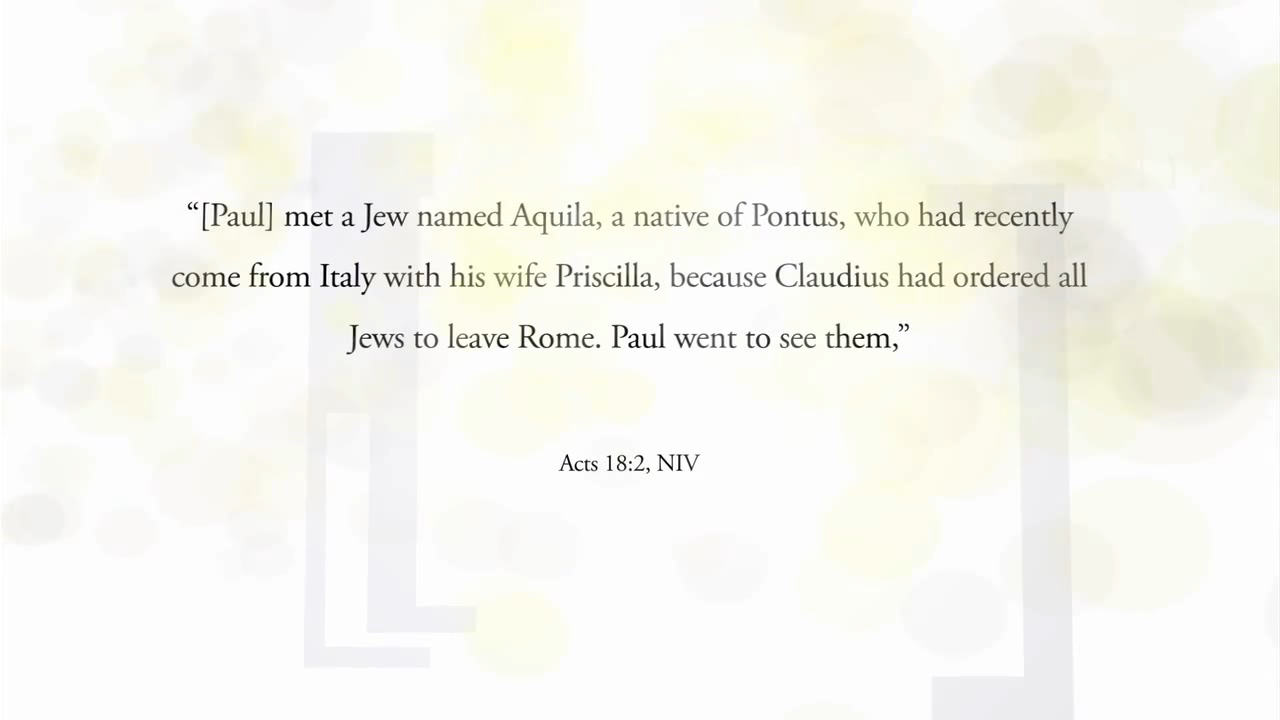 “[Paul] met a Jew named Aquila, a native of Pontus, who had recently
come from Italy with his wife Priscilla, because Claudius had ordered all
Jews to leave Rome. Paul went to see them,”
Acts 18:2, NIV